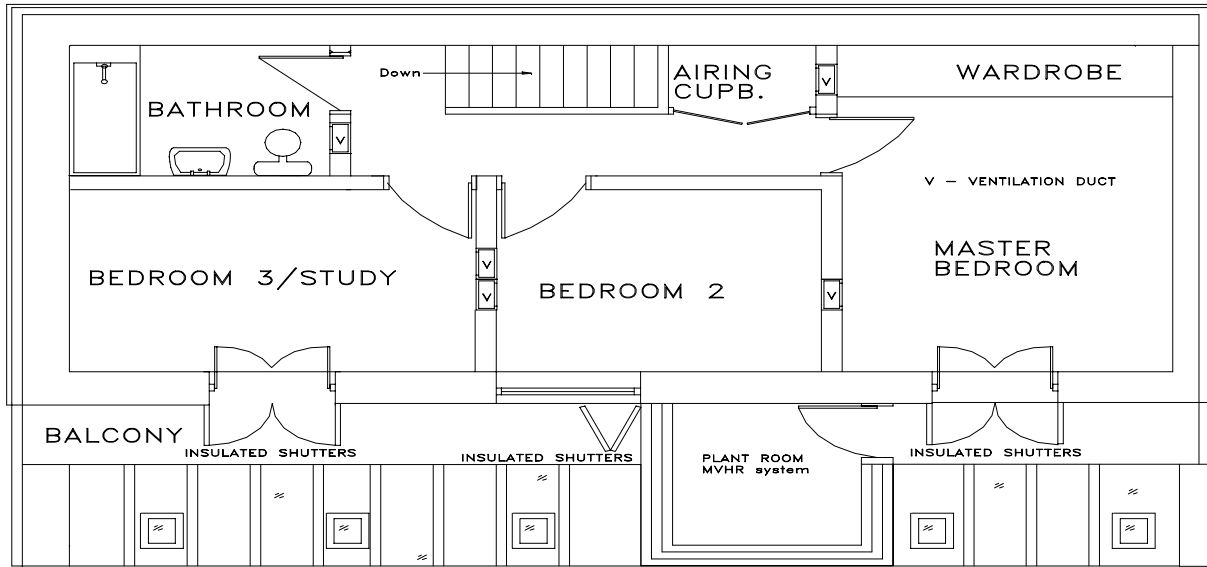 Down
AIRING
CUPB.
V
WARDROBE
BATHROOM
V
V – VENTILATION DUCT
MASTER
BEDROOM
BEDROOM 3/STUDY
V
V
BEDROOM 2
V
BALCONY
INSULATED SHUTTERS
INSULATED SHUTTERS
PLANT ROOM
MVHR system
INSULATED SHUTTERS